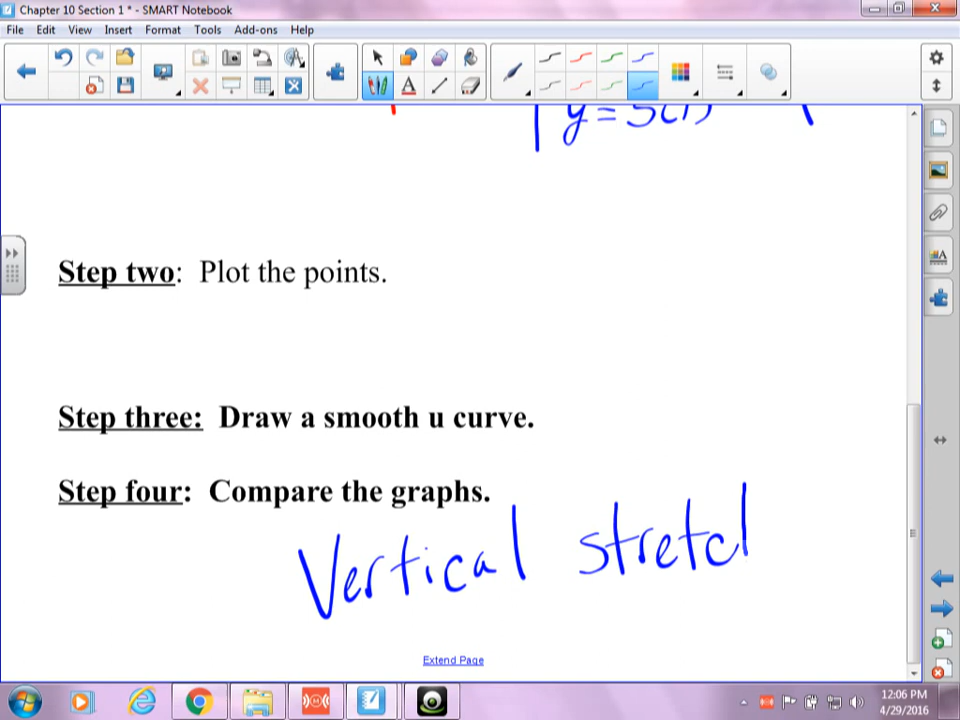 Chapter 10 Section 1 * - SMART Notebook
File Edit View Insert Format Tools Add-ons Help
Step two: Plot the points.
Step three: Draw a smooth u curve.
Step four: Compare the graphs.
Vertical
Extend Page
12:06 PM
4/29/2016